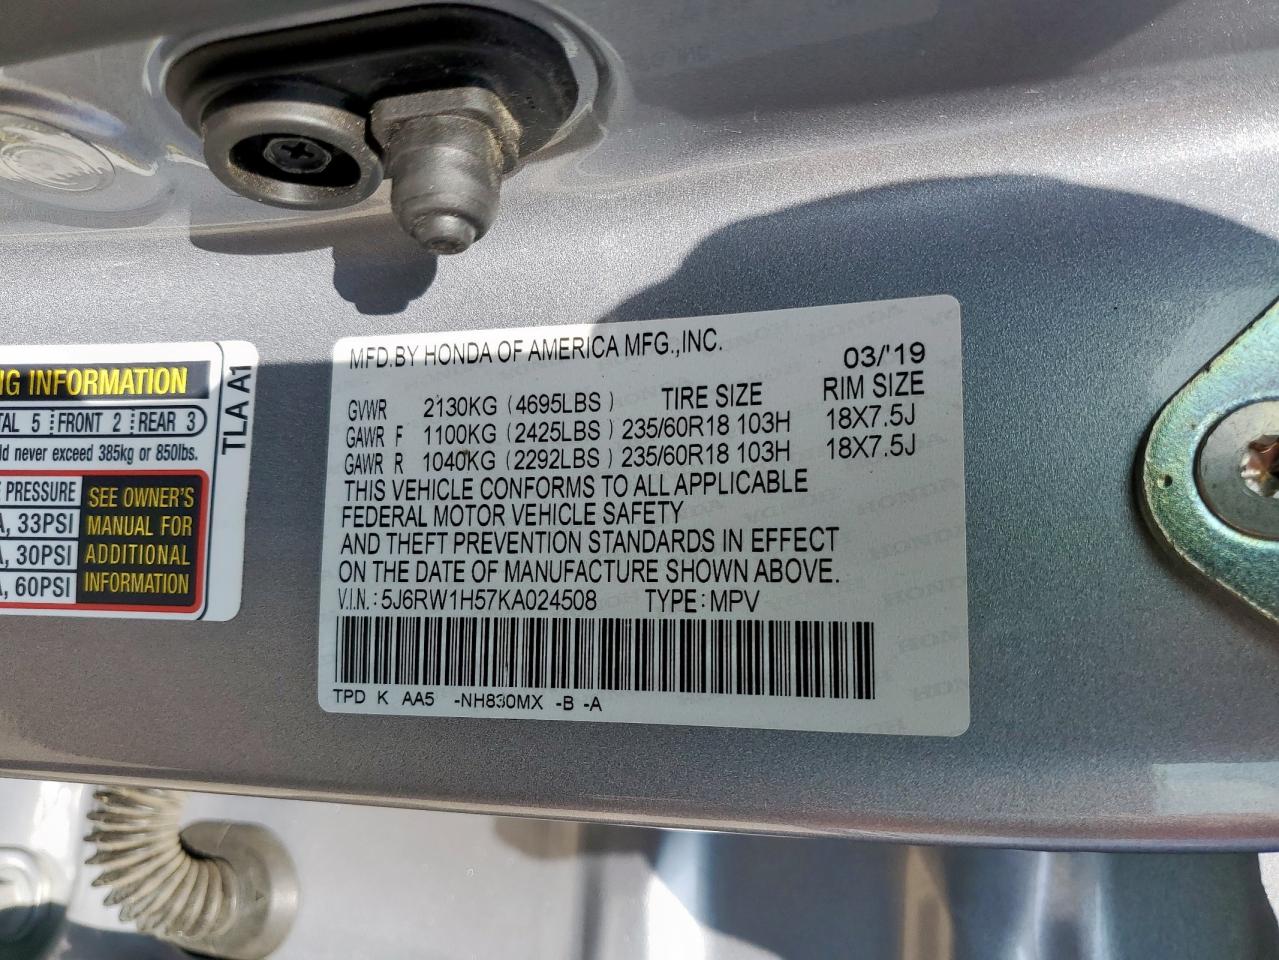 NG INFORMATION
TAL 5 FRONT 2 REAR 3
ld never exceed 385kg or 850lbs.
E PRESSURE
A, 33PSI
A, 30PSI
A, 60PSI
SEE OWNER'S
MANUAL FOR
ADDITIONAL
INFORMATION
TLA A1
MFD.BY HONDA OF AMERICA MFG.,INC.
03/'19
GVWR 2130KG (4695LBS) TIRE SIZE RIM SIZE
GAWR F 1100KG (2425LBS) 235/60R18 103H 18X7.5J
GAWR R 1040KG (2292LBS) 235/60R18 103H 18X7.5J
THIS VEHICLE CONFORMS TO ALL APPLICABLE
FEDERAL MOTOR VEHICLE SAFETY
AND THEFT PREVENTION STANDARDS IN EFFECT
ON THE DATE OF MANUFACTURE SHOWN ABOVE.
V.I.N.: 5J6RW1H57KA024508 TYPE: MPV
TPD K AA5 -NH830MX -B -A